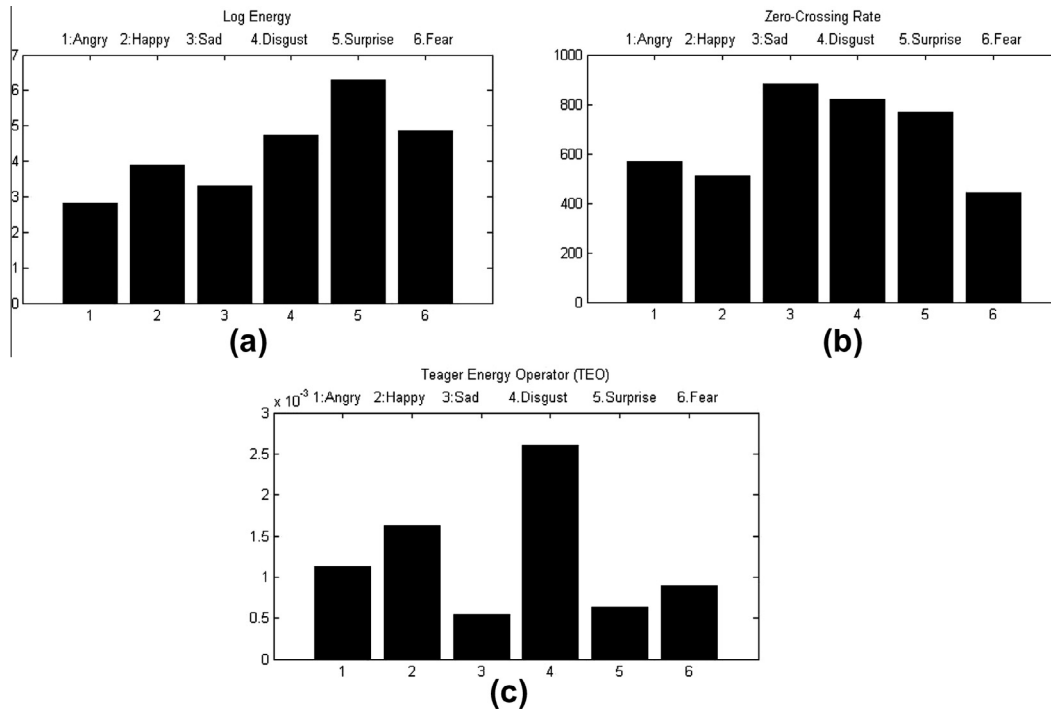 Log Energy
1:Angry 2:Happy 3:Sad 4.Disgust 5.Surprise 6.Fear
7
6
5
4
3
2
1
0
1 2 3 4 5 6
(a)
Zero-Crossing Rate
1:Angry 2:Happy 3:Sad 4.Disgust 5.Surprise 6.Fear
1000
800
600
400
200
0
1 2 3 4 5 6
(b)
Teager Energy Operator (TEO)
x 10^-3 1:Angry 2:Happy 3:Sad 4.Disgust 5.Surprise 6.Fear
3
2.5
2
1.5
1
0.5
0
1 2 3 4 5 6
(c)